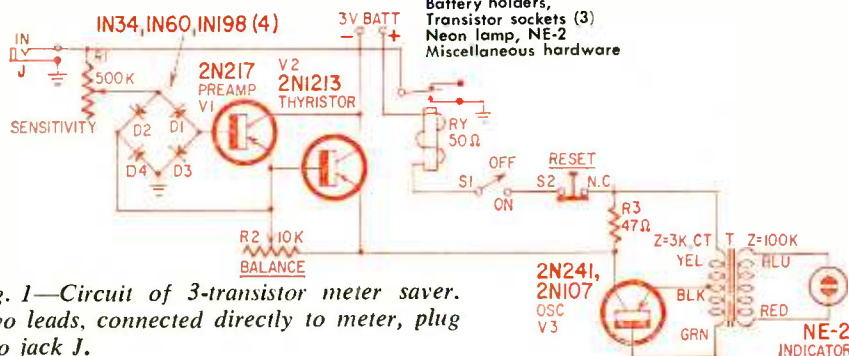 Battery holders,
Transistor sockets (3)
Neon lamp, NE-2
Miscellaneous hardware
IN34,IN60,IN198 (4)
3V BATT
- +
IN
J
R1
500K
SENSITIVITY
D2
D1
D4
D3
2N217
PREAMP
V1
V2
2N1213
THYRISTOR
RY
50Ω
OFF
S1
ON
RESET
S2
N.C.
R2
10K
BALANCE
R3
47Ω
Z=3K,CT
T
Z=100K
YEL
BLU
BLK
GRN
RED
2N241,
2N107
OSC
V3
NE-2
INDICATOR
g. 1—Circuit of 3-transistor meter saver.
vo leads, connected directly to meter, plug
o jack J.